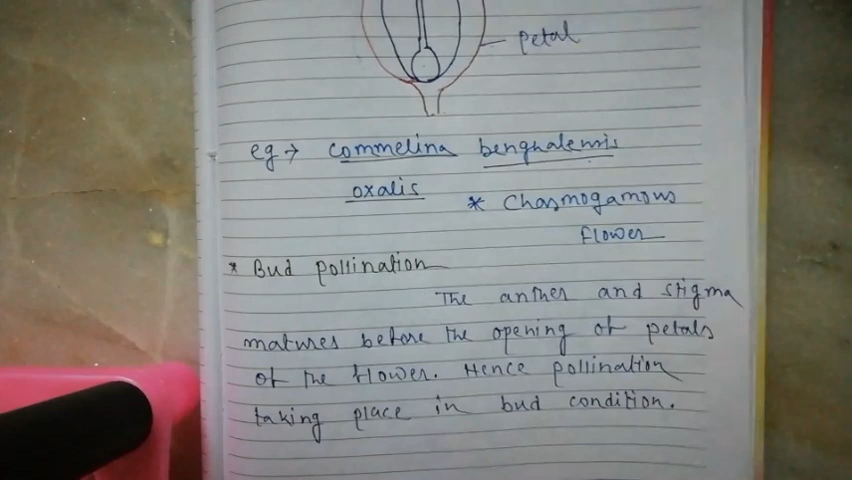 petal
eg → commelina benghalensis
oxalis
* Chasmogamous
flower
* Bud pollination
The anther and stigma
matures before the opening of petals
of the flower. Hence pollination
taking place in bud condition.